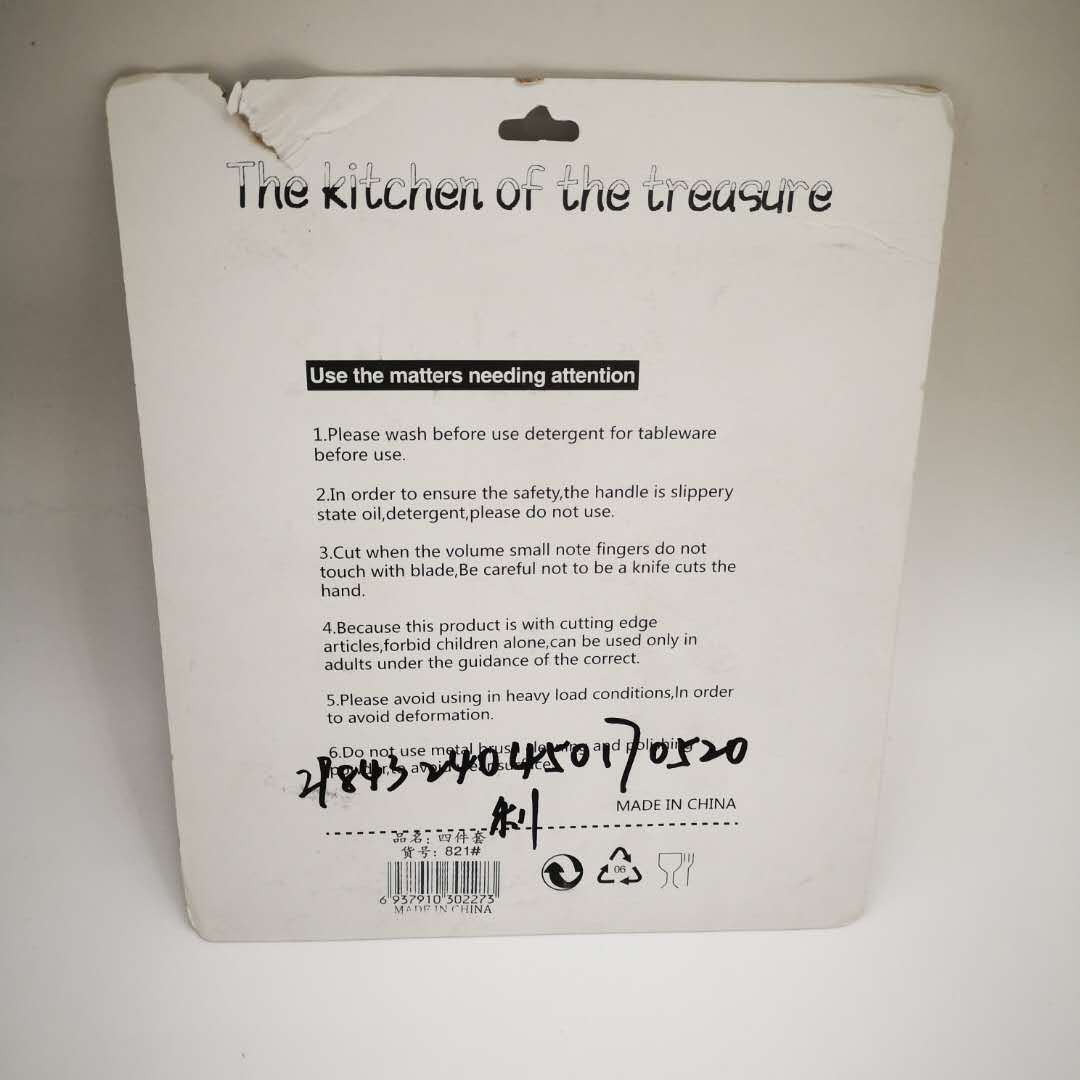 The kitchen of the treasure
Use the matters needing attention
1.Please wash before use detergent for tableware
before use.
2.In order to ensure the safety,the handle is slippery
state oil,detergent,please do not use.
3.Cut when the volume small note fingers do not
touch with blade,Be careful not to be a knife cuts the
hand.
4.Because this product is with cutting edge
articles,forbid children alone,can be used only in
adults under the guidance of the correct.
5.Please avoid using in heavy load conditions,In order
to avoid deformation.
6.Do not use metal brush and polishing
MADE IN CHINA
品名：四件套
货号：821#
06
6 937910 302273
MADE IN CHINA